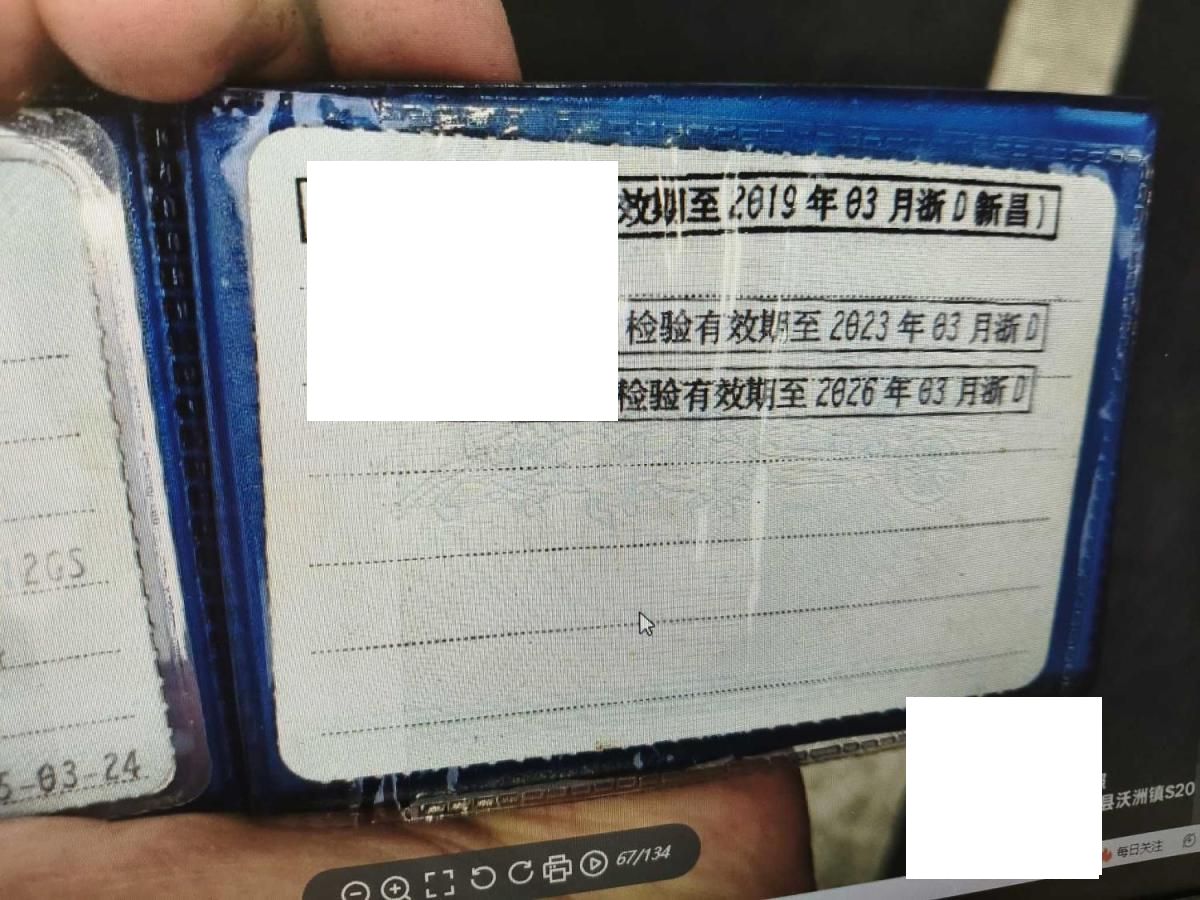 效期至 2019 年 03 月浙 D 新昌)
检验有效期至 2023 年 03 月浙 D
检验有效期至 2026 年 03 月浙 D
2GS
5-03-24
67/134
县沃洲镇S20
每日关注